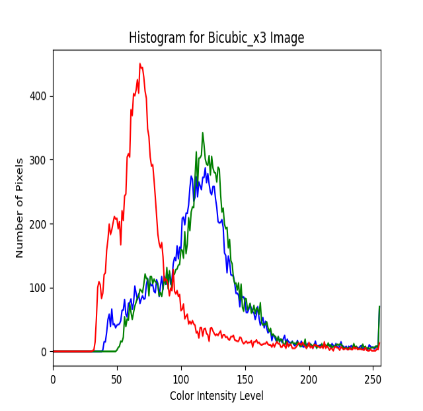 Histogram for Bicubic_x3 Image
Number of Pixels
400
300
200
100
0
0 50 100 150 200 250
Color Intensity Level